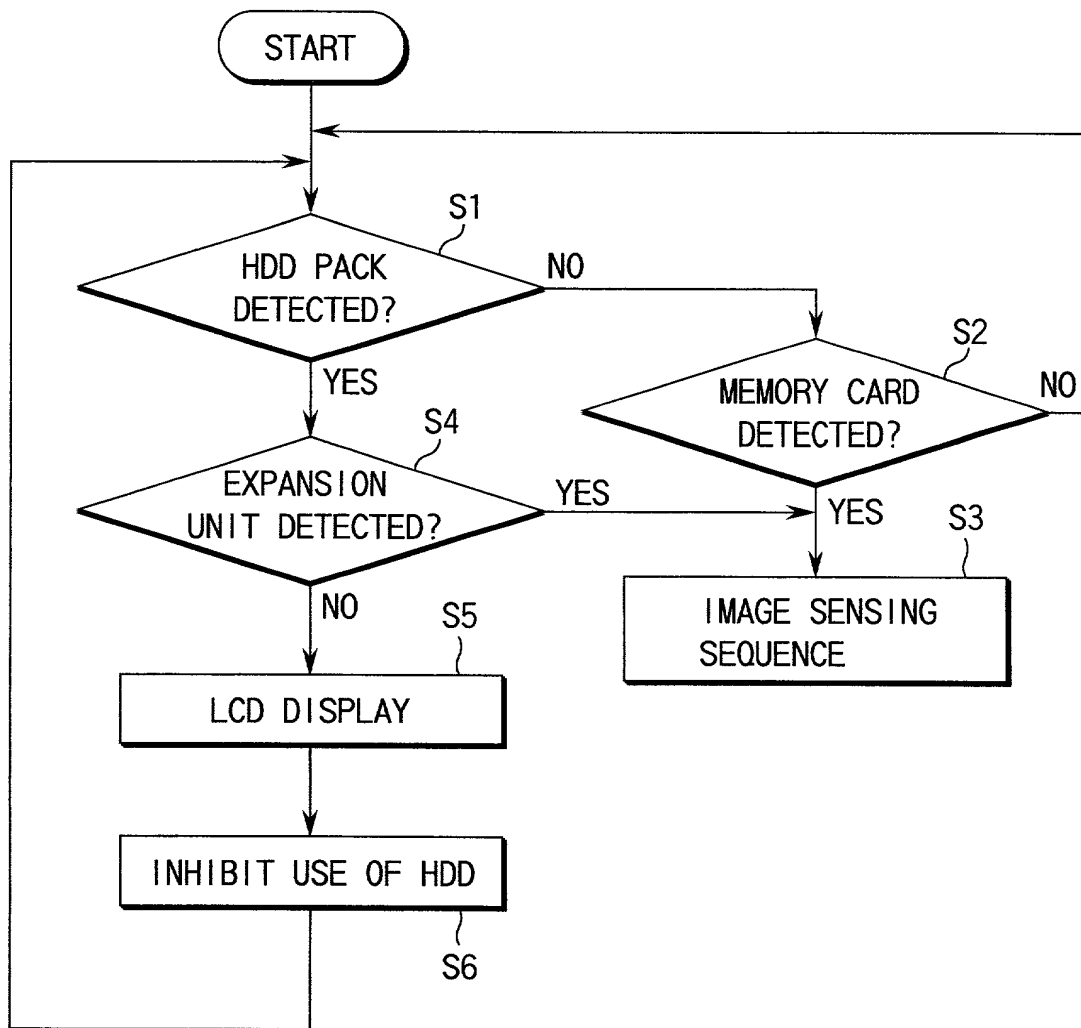 START
S1
HDD PACK
DETECTED?
NO
YES
S2
MEMORY CARD
DETECTED?
NO
YES
S4
EXPANSION
UNIT DETECTED?
YES
NO
S3
IMAGE SENSING
SEQUENCE
S5
LCD DISPLAY
INHIBIT USE OF HDD
S6